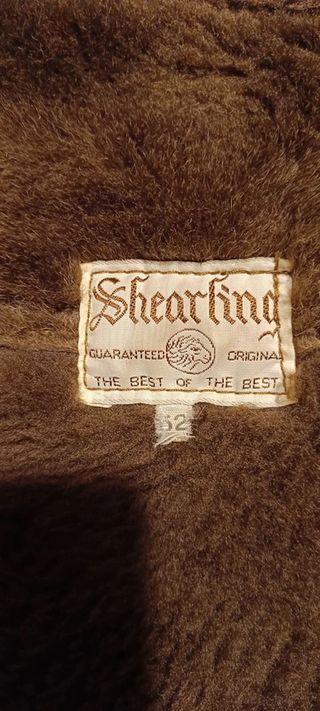 Shearling
GUARANTEED ORIGINAL
THE BEST OF THE BEST
52